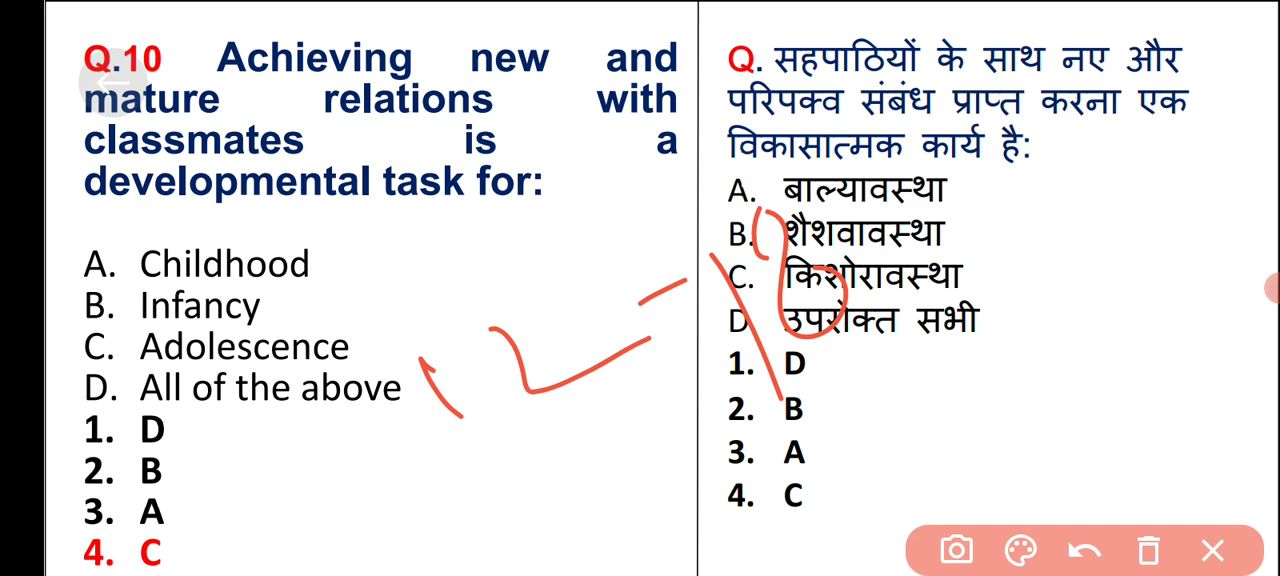 Q.10 Achieving new and
mature relations with
classmates is a
developmental task for:
A. Childhood
B. Infancy
C. Adolescence
D. All of the above
1. D
2. B
3. A
4. C
Q. सहपाठियों के साथ नए और
परिपक्व संबंध प्राप्त करना एक
विकासात्मक कार्य है:
A. बाल्यावस्था
B. शैशवावस्था
C. किशोरावस्था
D उपरोक्त सभी
1. D
2. B
3. A
4. C